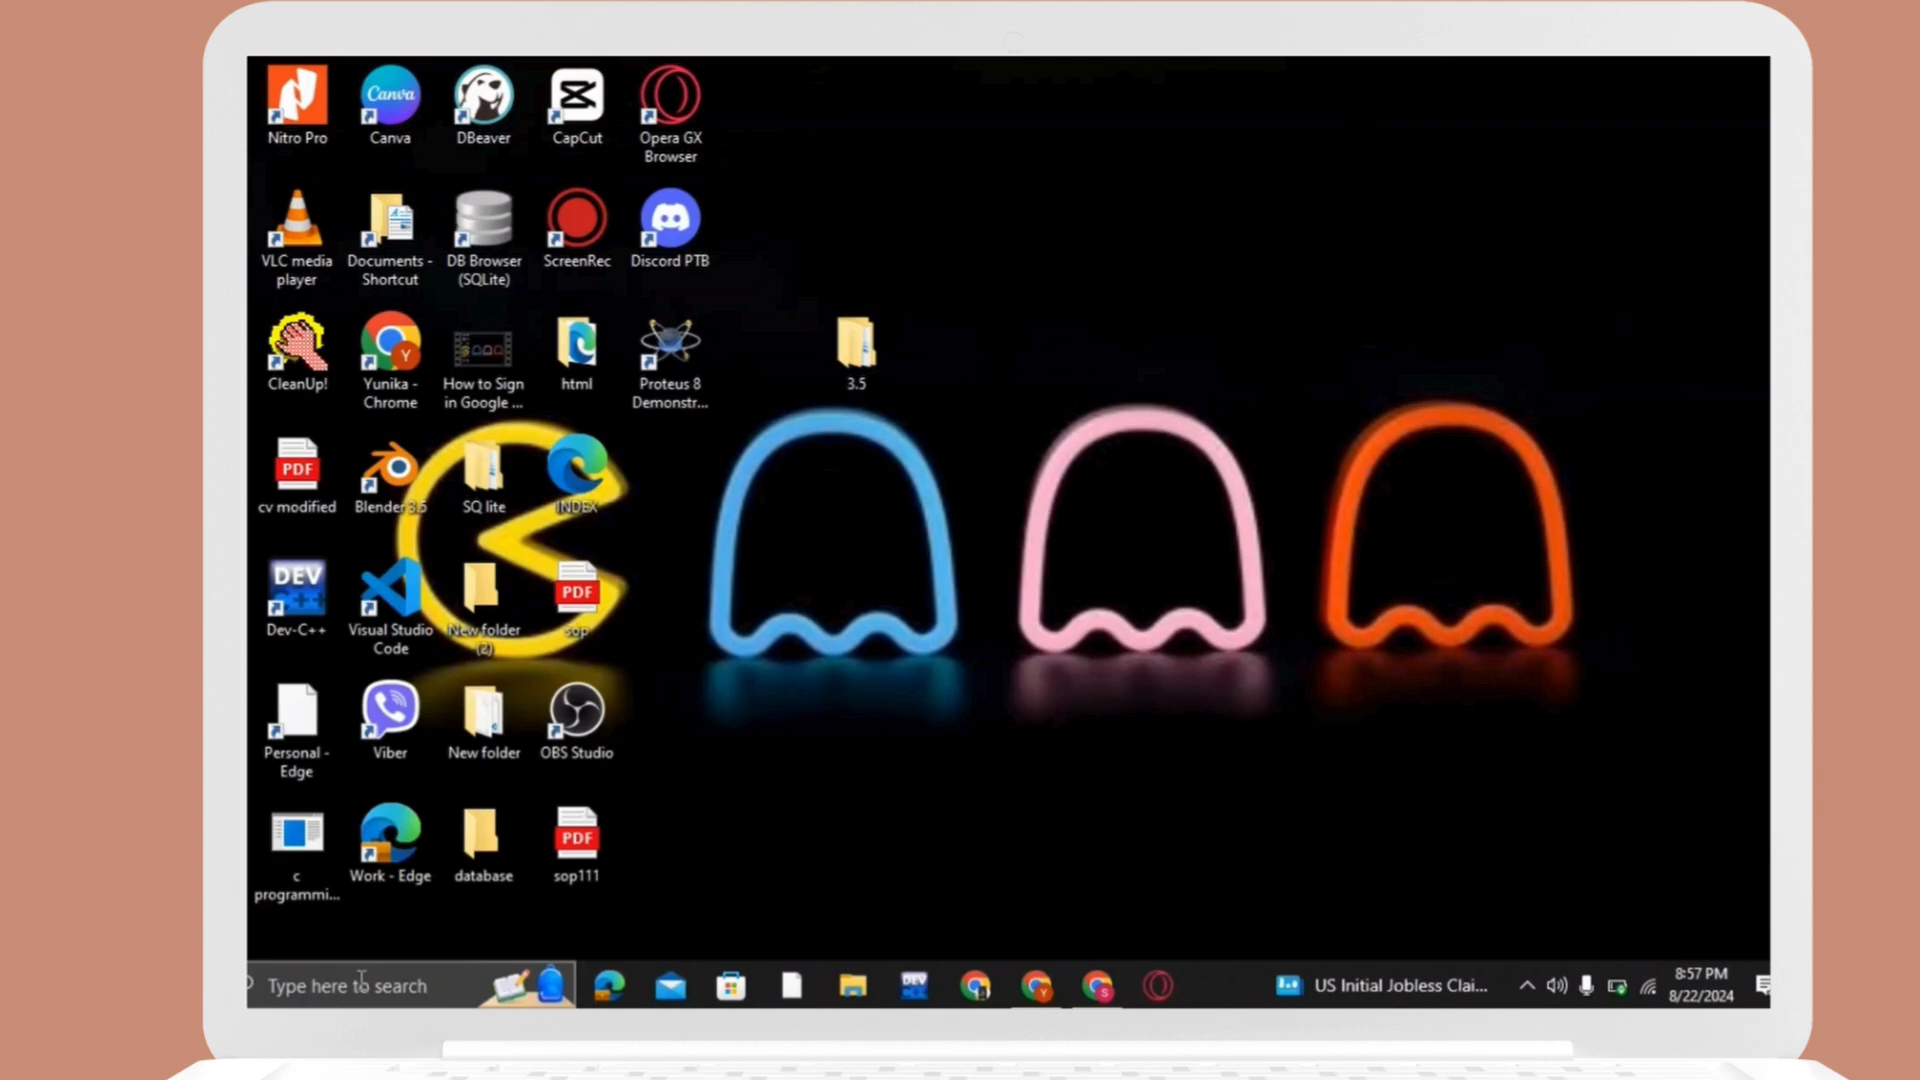 Canva
Nitro Pro
Canva
DBeaver
CapCut
Opera GX
Browser
VLC media
player
Documents -
Shortcut
DB Browser
(SQLite)
ScreenRec
Discord PTB
Y
CleanUp!
Yunika -
Chrome
How to Sign
in Google ...
html
Proteus 8
Demonstr...
3.5
PDF
cv modified
Blender 3.5
SQ lite
INDEX
DEV
C++
PDF
Dev-C++
Visual Studio
Code
New folder
(2)
sop
Personal -
Edge
Viber
New folder
OBS Studio
PDF
c
programmi...
Work - Edge
database
sop111
Type here to search
DEV
Y
S
US Initial Jobless Clai...
8:57 PM
8/22/2024